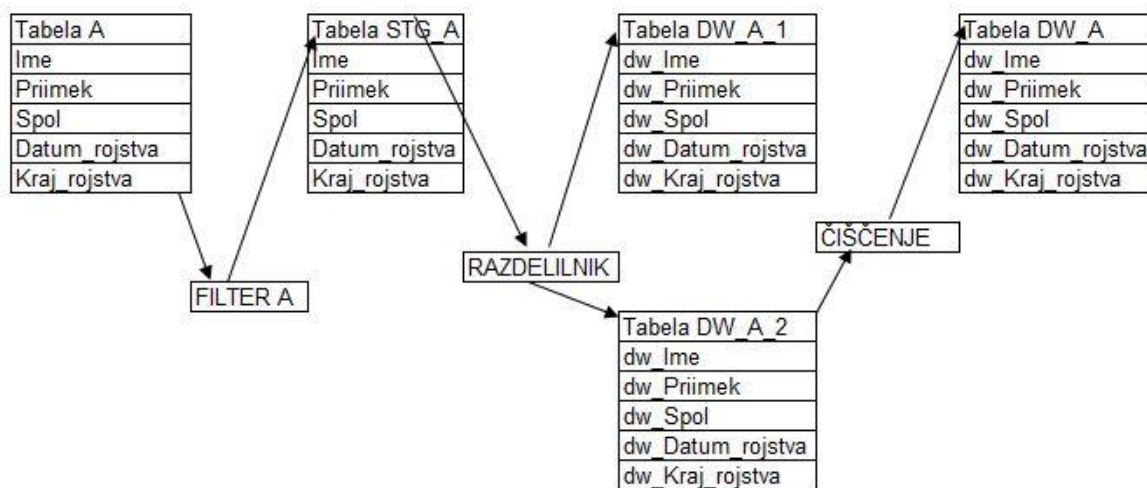 Tabela A
Ime
Priimek
Spol
Datum_rojstva
Kraj_rojstva
FILTER A
Tabela STG_A
Ime
Priimek
Spol
Datum_rojstva
Kraj_rojstva
RAZDELILNIK
Tabela DW_A_1
dw_Ime
dw_Priimek
dw_Spol
dw_Datum_rojstva
dw_Kraj_rojstva
Tabela DW_A_2
dw_Ime
dw_Priimek
dw_Spol
dw_Datum_rojstva
dw_Kraj_rojstva
ČIŠČENJE
Tabela DW_A
dw_Ime
dw_Priimek
dw_Spol
dw_Datum_rojstva
dw_Kraj_rojstva